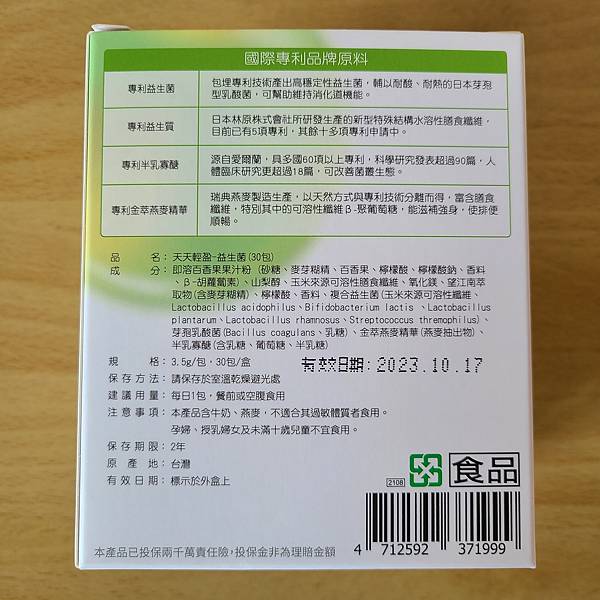 國際專利品牌原料
專利益生菌
包埋專利技術產出高穩定性益生菌，輔以耐酸、耐熱的日本芽孢
型乳酸菌，可幫助維持消化道機能。
專利益生質
日本林原株式會社所研發生產的新型特殊結構水溶性膳食纖維，
目前已有5項專利，其餘十多項專利申請中。
專利半乳寡醣
源自愛爾蘭，具多國60項以上專利，科學研究發表超過90篇，人
體臨床研究更超過18篇，可改善菌叢生態。
專利金萃燕麥精華
瑞典燕麥製造生產，以天然方式與專利技術分離而得，富含膳食
纖維，特別其中的可溶性纖維β-聚葡萄糖，能滋補強身，使排便
順暢。
品名：天天輕盈-益生菌(30包)
成分：即溶百香果果汁粉（砂糖、麥芽糊精、百香果、檸檬酸、檸檬酸鈉、香料
、β-胡蘿蔔素)、山梨醇、玉米來源可溶性膳食纖維、氧化鎂、望江南萃
取物(含麥芽糊精)、檸檬酸、香料、複合益生菌(玉米來源可溶性纖維、
Lactobacillus acidophilus、Bifidobacterium lactis 、Lactobacillus
plantarum、Lactobacillus rhamnosus、Streptococcus thremophilus)、
芽孢乳酸菌(Bacillus coagulans、乳糖)、金萃燕麥精華(燕麥抽出物)、
半乳寡醣(含乳糖、葡萄糖、半乳糖)
規格：3.5g/包，30包/盒
有效日期: 2023.10.17
保存方法：請保存於室溫乾燥避光處
建議用量：每日1包，餐前或空腹食用
注意事項：本產品含牛奶、燕麥，不適合其過敏體質者食用。
孕婦、授乳婦女及未滿十歲兒童不宜食用。
保存期限：2年
原產地：台灣
有效日期：標示於外盒上
2108
食品
本產品已投保兩千萬責任險，投保金非為理賠金額
4 712592 371999